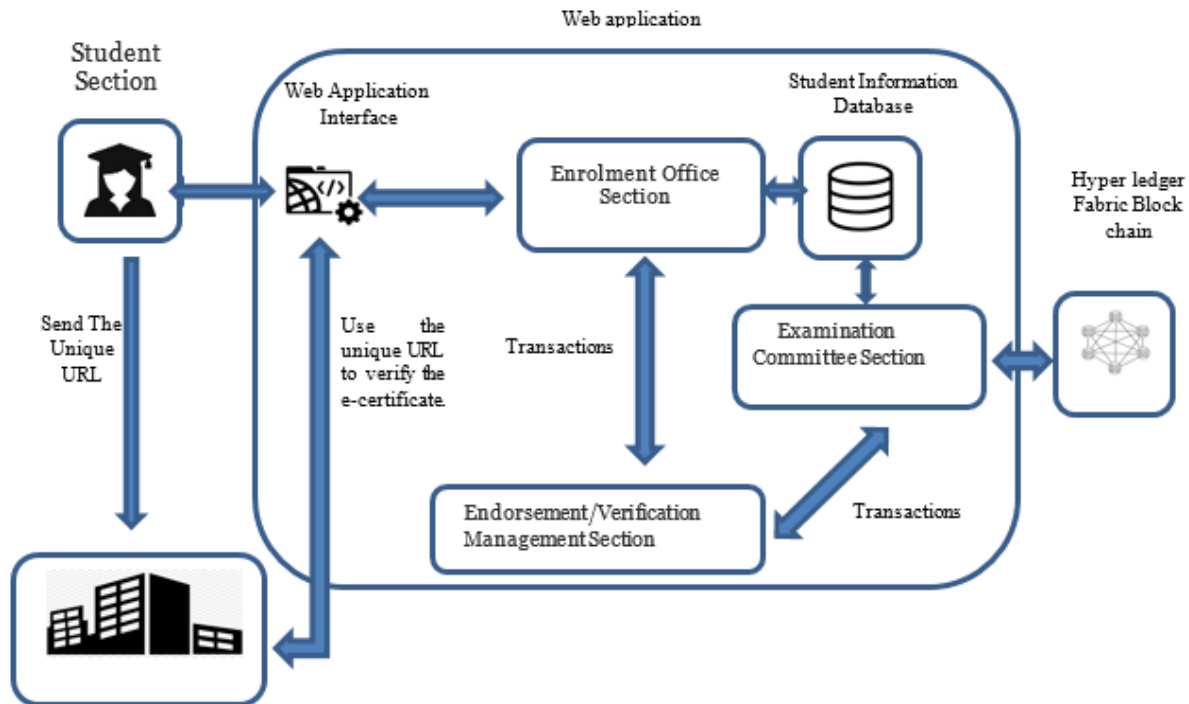 Web application
Student
Section
Web Application
Interface
Student Information
Database
Enrolment Office
Section
Hyper ledger
Fabric Block
chain
Send The
Unique
URL
Use the
unique URL
to verify the
e-certificate.
Transactions
Examination
Committee Section
Endorsement/Verification
Management Section
Transactions